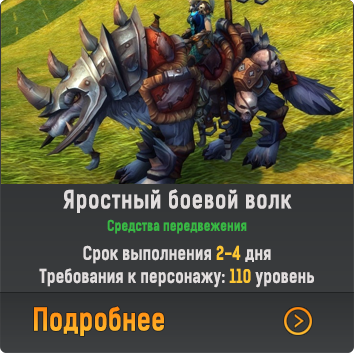 Яростный боевой волк
Средства передвежения
Срок выполнения 2-4 дня
Требования к персонажу: 110 уровень
Подробнее